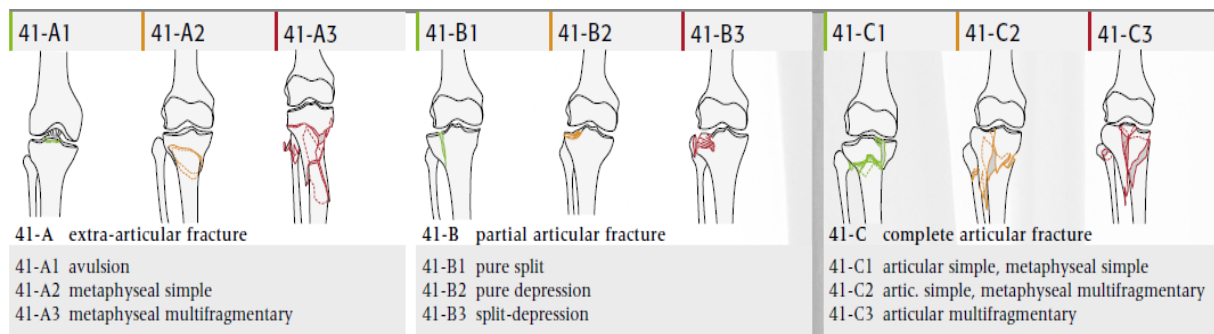 41-A1 41-A2 41-A3
41-A extra-articular fracture
41-A1 avulsion
41-A2 metaphyseal simple
41-A3 metaphyseal multifragmentary
41-B1 41-B2 41-B3
41-B partial articular fracture
41-B1 pure split
41-B2 pure depression
41-B3 split-depression
41-C1 41-C2 41-C3
41-C complete articular fracture
41-C1 articular simple, metaphyseal simple
41-C2 artic. simple, metaphyseal multifragmentary
41-C3 articular multifragmentary